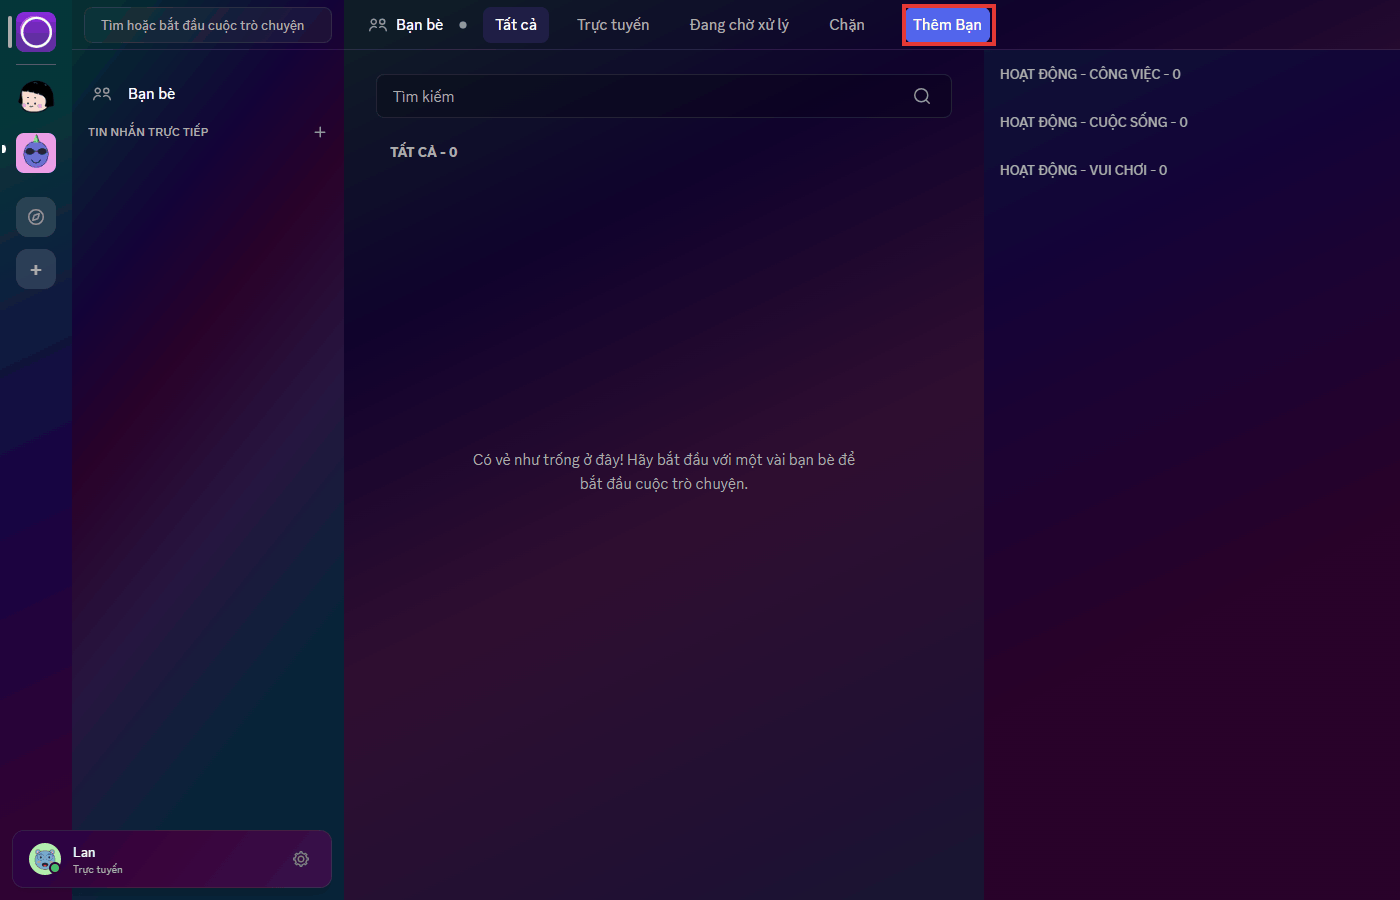 Tìm hoặc bắt đầu cuộc trò chuyện
Bạn bè
Tất cả
Trực tuyến
Đang chờ xử lý
Chặn
Thêm Bạn
Bạn bè
TIN NHẮN TRỰC TIẾP
Tìm kiếm
TẤT CẢ - 0
Có vẻ như trống ở đây! Hãy bắt đầu với một vài bạn bè để
bắt đầu cuộc trò chuyện.
HOẠT ĐỘNG - CÔNG VIỆC - 0
HOẠT ĐỘNG - CUỘC SỐNG - 0
HOẠT ĐỘNG - VUI CHƠI - 0
Lan
Trực tuyến